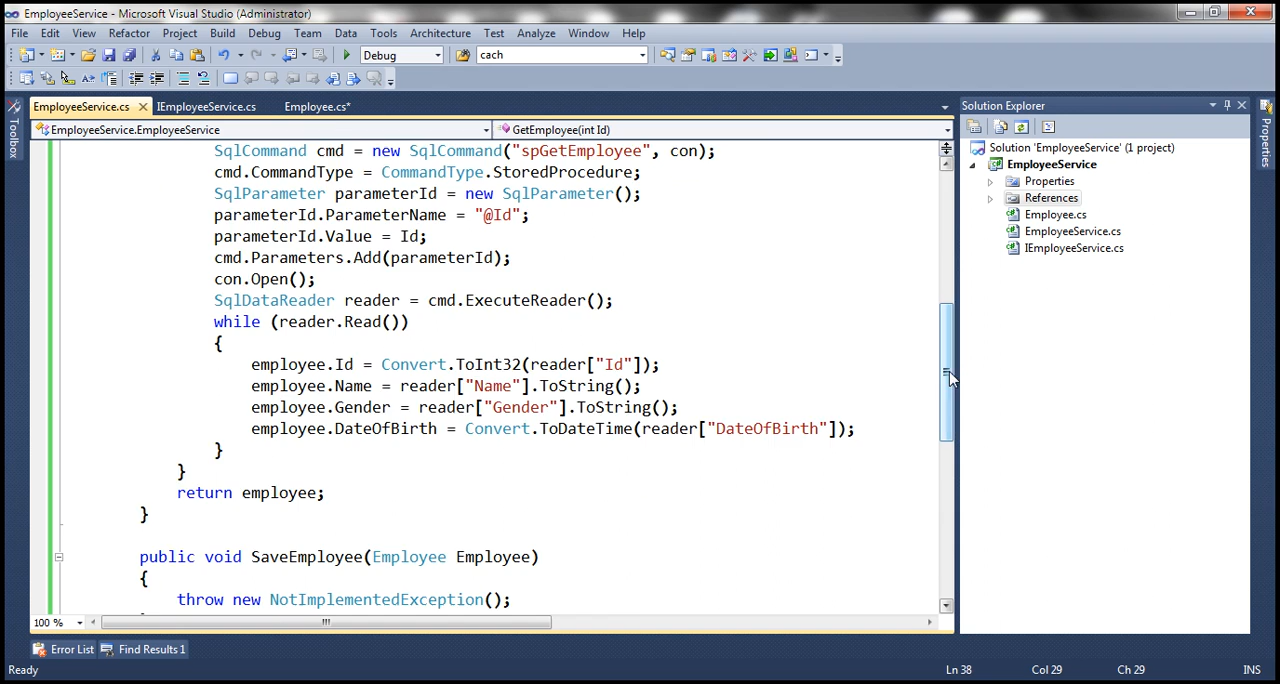 EmployeeService - Microsoft Visual Studio (Administrator)
File Edit View Refactor Project Build Debug Team Data Tools Architecture Test Analyze Window Help
Debug cach
EmployeeService.cs IEmployeeService.cs Employee.cs*
EmployeeService.EmployeeService GetEmployee(int Id)
SqlCommand cmd = new SqlCommand("spGetEmployee", con);
cmd.CommandType = CommandType.StoredProcedure;
SqlParameter parameterId = new SqlParameter();
parameterId.ParameterName = "@Id";
parameterId.Value = Id;
cmd.Parameters.Add(parameterId);
con.Open();
SqlDataReader reader = cmd.ExecuteReader();
while (reader.Read())
{
employee.Id = Convert.ToInt32(reader["Id"]);
employee.Name = reader["Name"].ToString();
employee.Gender = reader["Gender"].ToString();
employee.DateOfBirth = Convert.ToDateTime(reader["DateOfBirth"]);
}
}
return employee;
}
public void SaveEmployee(Employee Employee)
{
throw new NotImplementedException();
100 %
Toolbox
Solution Explorer
Solution 'EmployeeService' (1 project)
EmployeeService
Properties
References
Employee.cs
EmployeeService.cs
IEmployeeService.cs
Properties
Error List Find Results 1
Ready Ln 38 Col 29 Ch 29 INS